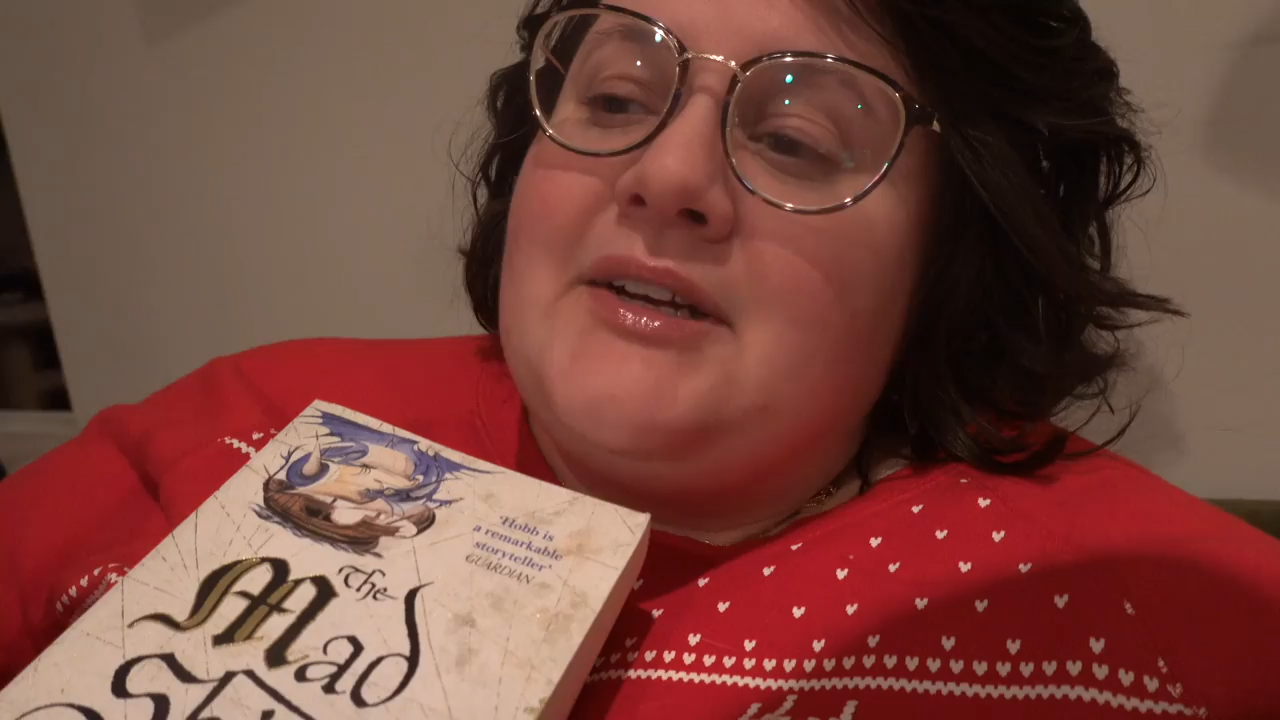 'Hobb is
a remarkable
storyteller'
GUARDIAN
The
Mad